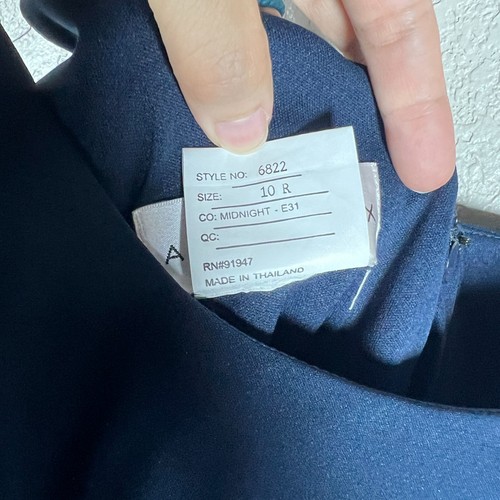 STYLE NO: 6822
SIZE: 10 R
CO: MIDNIGHT - E31
QC:
RN#91947
MADE IN THAILAND
A
X